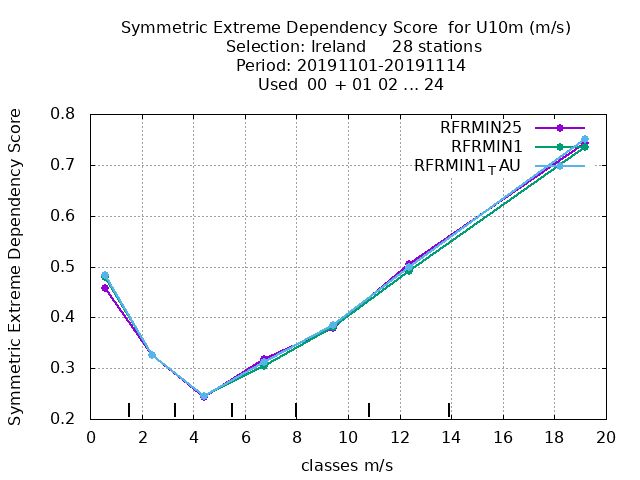 Symmetric Extreme Dependency Score for U10m (m/s)
Selection: Ireland 28 stations
Period: 20191101-20191114
Used 00 + 01 02 ... 24
Symmetric Extreme Dependency Score
0.8
0.7
0.6
0.5
0.4
0.3
0.2
RFRMIN25
RFRMIN1
RFRMIN1TAU
0 2 4 6 8 10 12 14 16 18 20
classes m/s